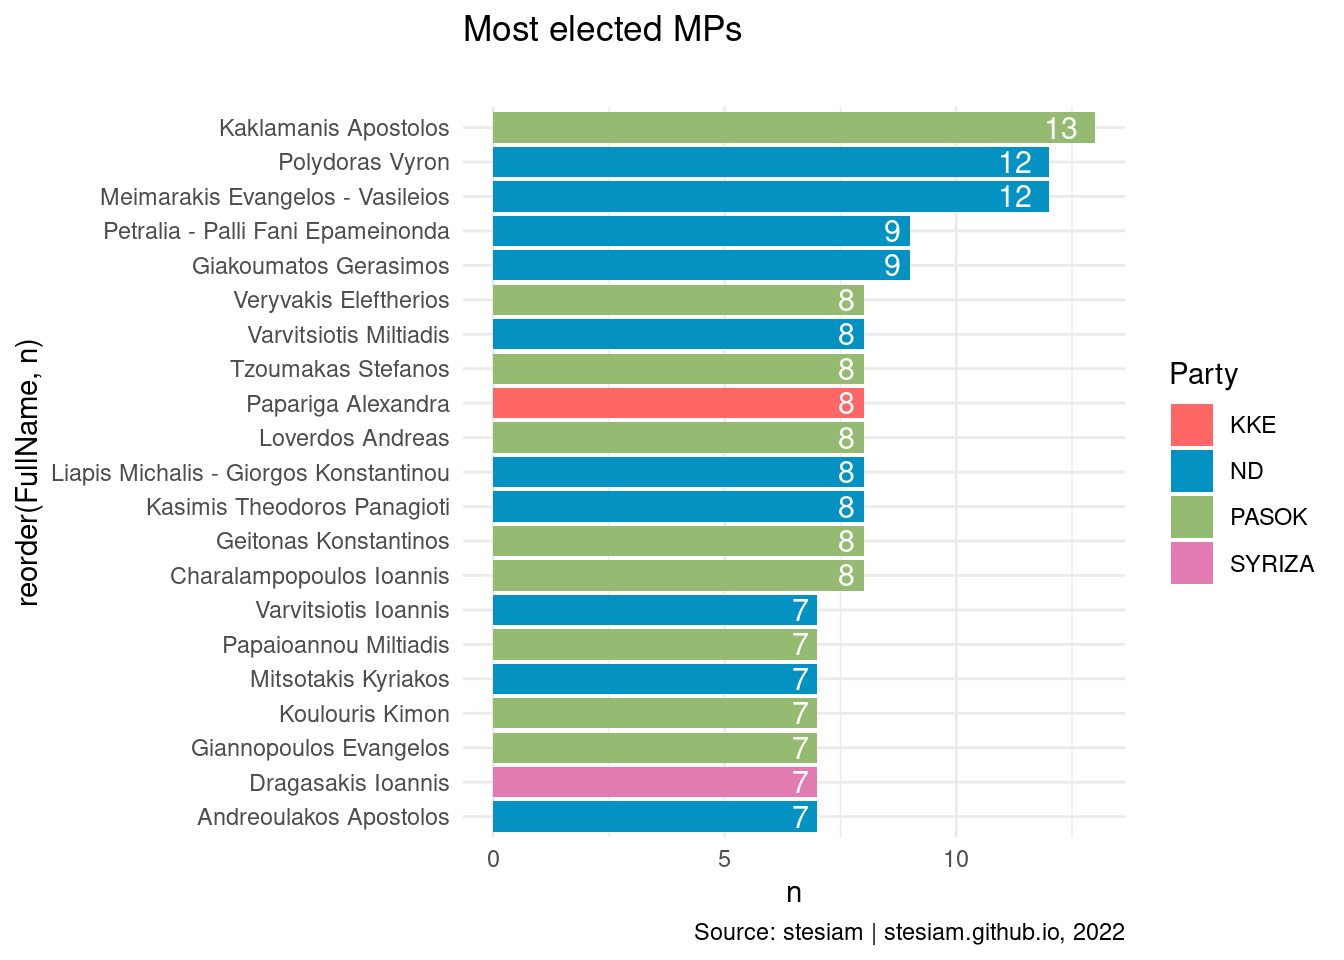 Most elected MPs
reorder(FullName, n)
Kaklamanis Apostolos 13
Polydoras Vyron 12
Meimarakis Evangelos - Vasileios 12
Petralia - Palli Fani Epameinonda 9
Giakoumatos Gerasimos 9
Veryvakis Eleftherios 8
Varvitsiotis Miltiadis 8
Tzoumakas Stefanos 8
Papariga Alexandra 8
Loverdos Andreas 8
Liapis Michalis - Giorgos Konstantinou 8
Kasimis Theodoros Panagioti 8
Geitonas Konstantinos 8
Charalampopoulos Ioannis 8
Varvitsiotis Ioannis 7
Papaioannou Miltiadis 7
Mitsotakis Kyriakos 7
Koulouris Kimon 7
Giannopoulos Evangelos 7
Dragasakis Ioannis 7
Andreoulakos Apostolos 7
0 5 10
n
Party
KKE
ND
PASOK
SYRIZA
Source: stesiam | stesiam.github.io, 2022